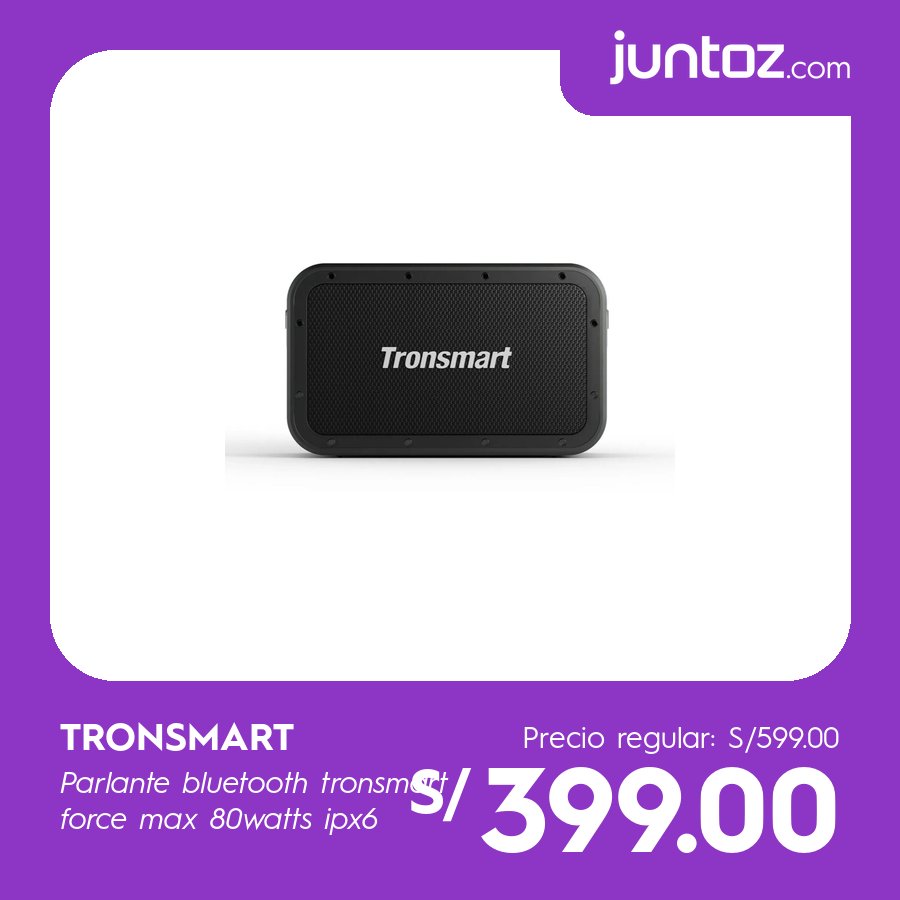 juntoz.com
Tronsmart
TRONSMART
Parlante bluetooth tronsmart
force max 80watts ipx6
Precio regular: S/599.00
S/399.00